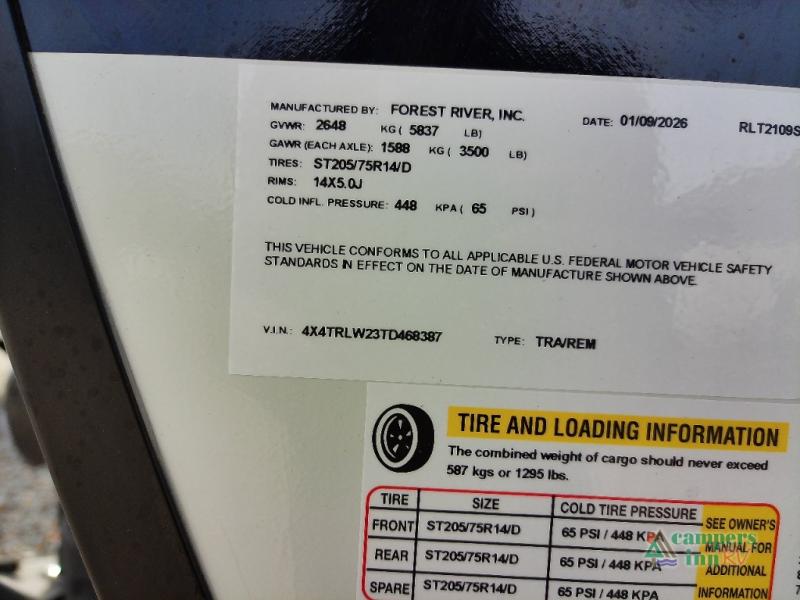 MANUFACTURED BY: FOREST RIVER, INC. DATE: 01/09/2026 RLT2109S
GVWR: 2648 KG ( 5837 LB)
GAWR (EACH AXLE): 1588 KG ( 3500 LB)
TIRES: ST205/75R14/D
RIMS: 14X5.0J
COLD INFL. PRESSURE: 448 KPA ( 65 PSI )
THIS VEHICLE CONFORMS TO ALL APPLICABLE U.S. FEDERAL MOTOR VEHICLE SAFETY
STANDARDS IN EFFECT ON THE DATE OF MANUFACTURE SHOWN ABOVE.
V.I.N.: 4X4TRLW23TD468387 TYPE: TRA/REM
TIRE AND LOADING INFORMATION
The combined weight of cargo should never exceed
587 kgs or 1295 lbs.
TIRE SIZE COLD TIRE PRESSURE
FRONT ST205/75R14/D 65 PSI / 448 KPA
REAR ST205/75R14/D 65 PSI / 448 KPA
SPARE ST205/75R14/D 65 PSI / 448 KPA
SEE OWNER'S
MANUAL FOR
ADDITIONAL
INFORMATION
campers
inn RV